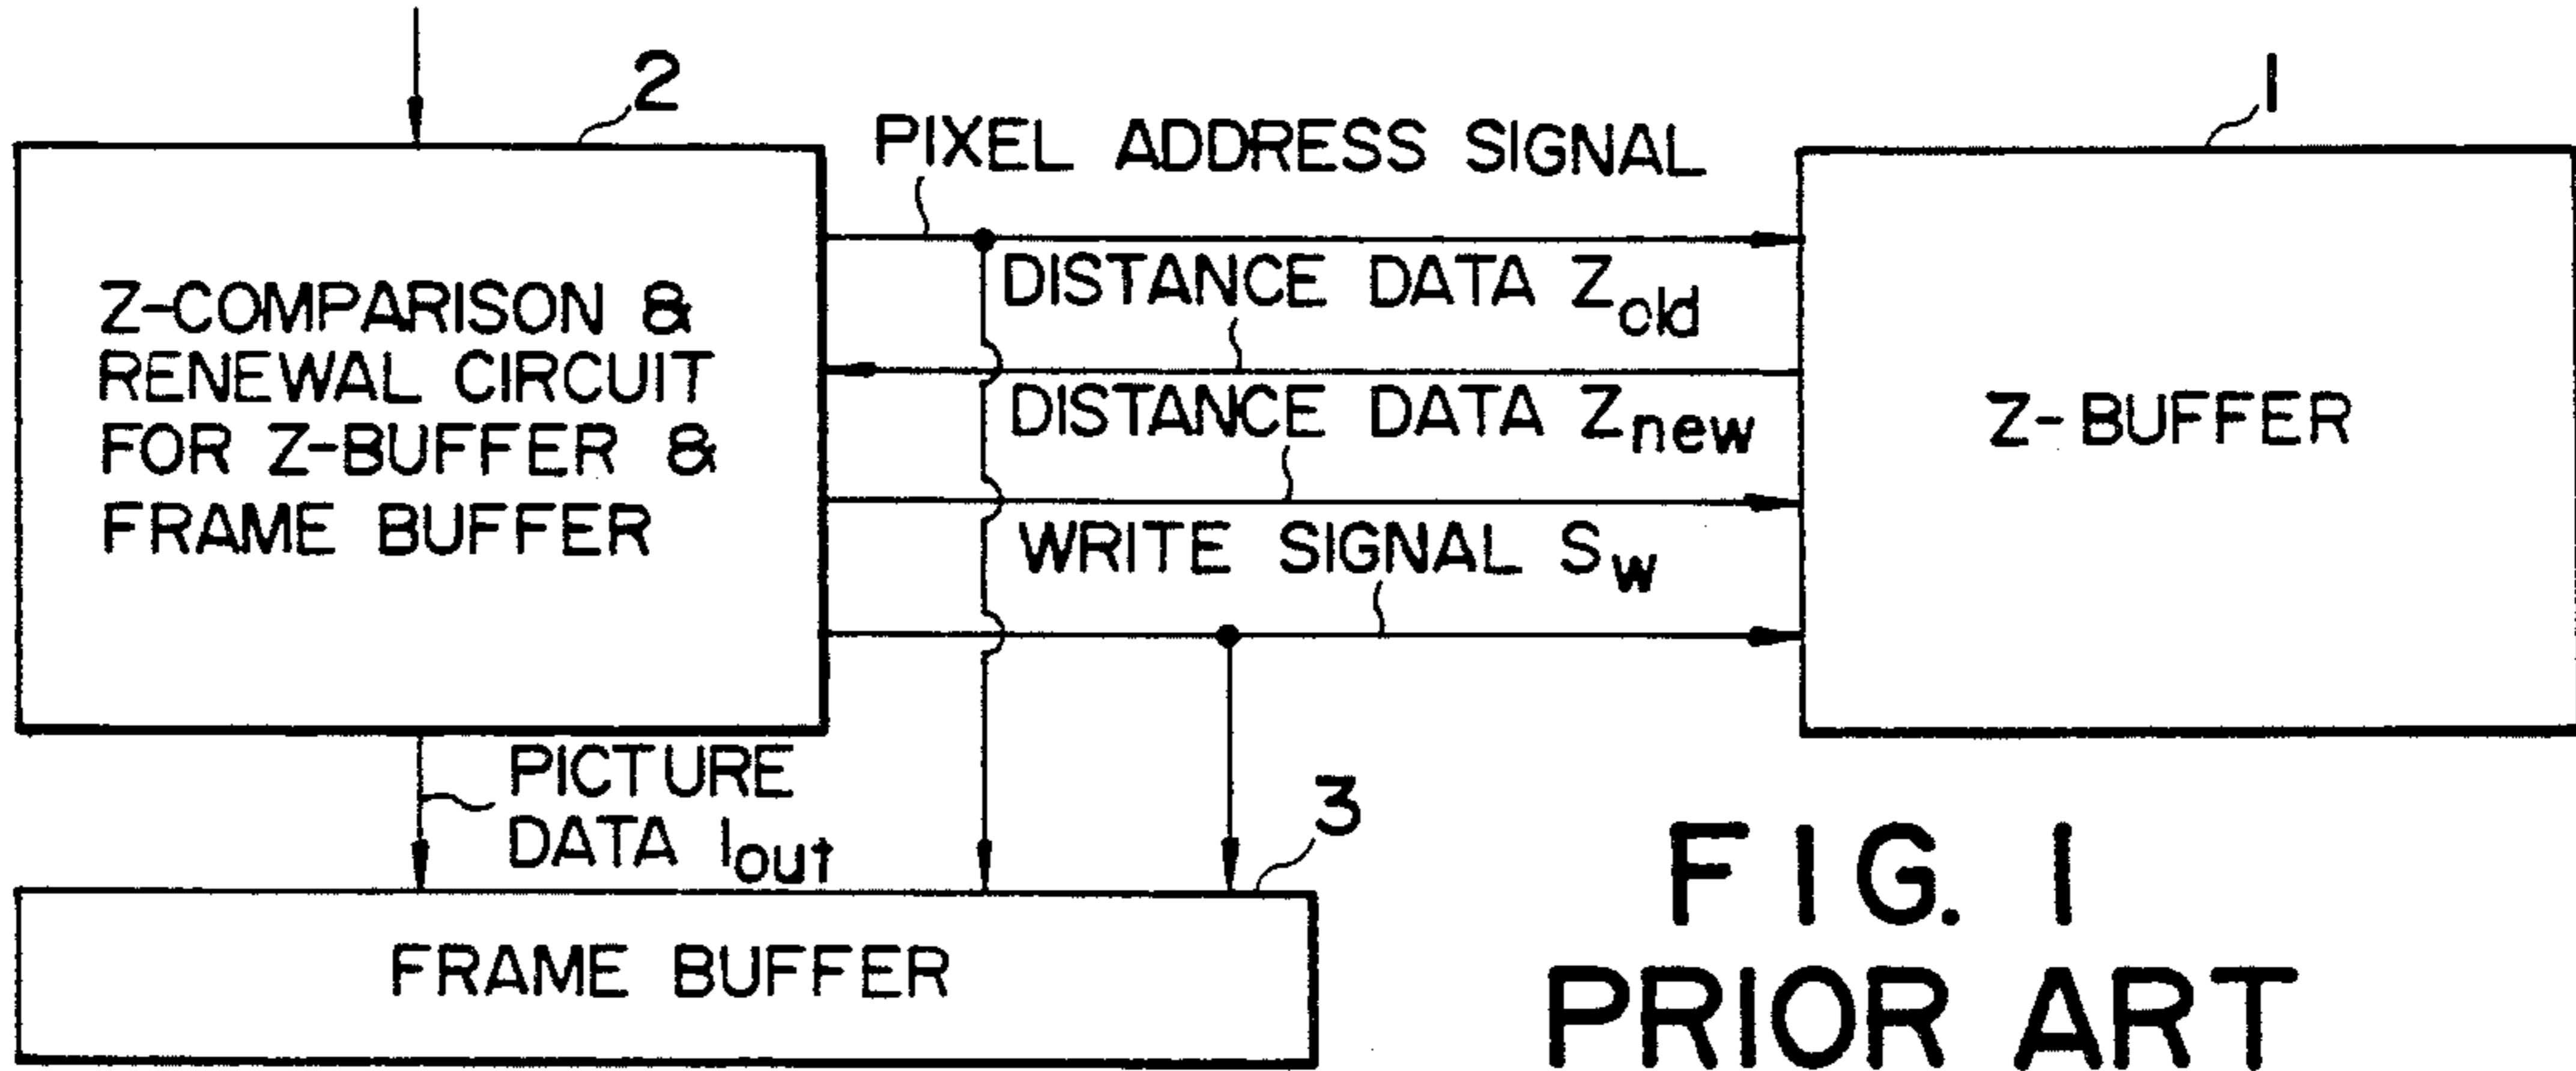 2
1
PIXEL ADDRESS SIGNAL
Z-COMPARISON &
RENEWAL CIRCUIT
FOR Z-BUFFER &
FRAME BUFFER
DISTANCE DATA Zold
DISTANCE DATA Znew
WRITE SIGNAL Sw
Z-BUFFER
PICTURE
DATA Iout
3
FRAME BUFFER
FIG. 1
PRIOR ART